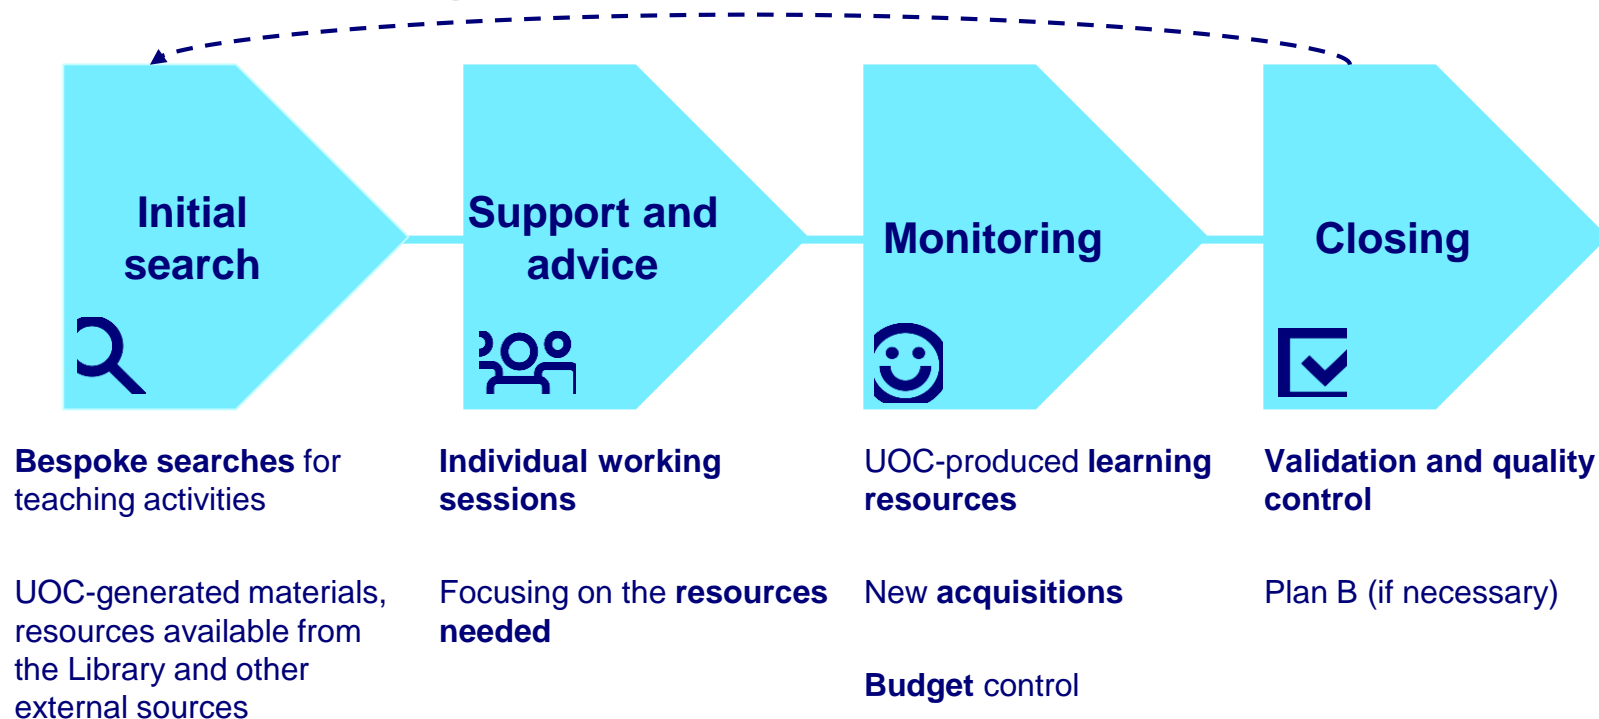 Initial
search
Support and
advice
Monitoring
Closing
Bespoke searches for
teaching activities
UOC-generated materials,
resources available from
the Library and other
external sources
Individual working
sessions
Focusing on the resources
needed
UOC-produced learning
resources
New acquisitions
Budget control
Validation and quality
control
Plan B (if necessary)